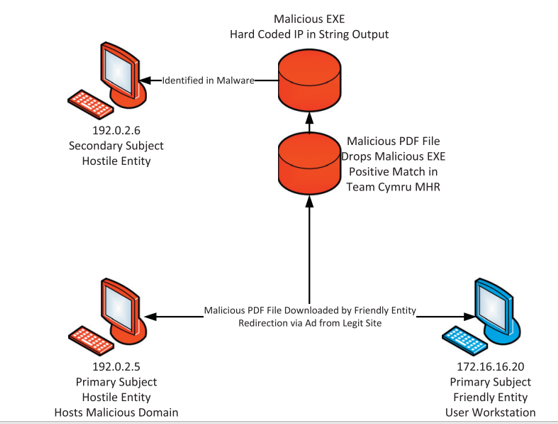 Malicious EXE
Hard Coded IP in String Output
Identified in Malware
192.0.2.6
Secondary Subject
Hostile Entity
Malicious PDF File
Drops Malicious EXE
Positive Match in
Team Cymru MHR
Malicious PDF File Downloaded by Friendly Entity
Redirection via Ad from Legit Site
192.0.2.5
Primary Subject
Hostile Entity
Hosts Malicious Domain
172.16.16.20
Primary Subject
Friendly Entity
User Workstation